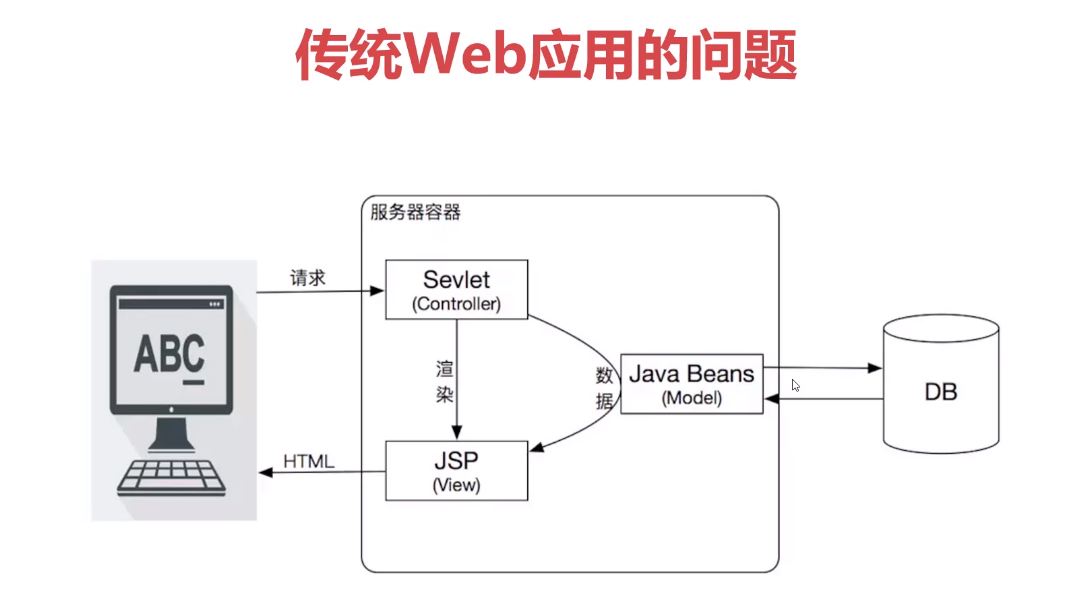 传统Web应用的问题
服务器容器
请求
Sevlet
(Controller)
ABC
渲染
数据
Java Beans
(Model)
DB
HTML
JSP
(View)